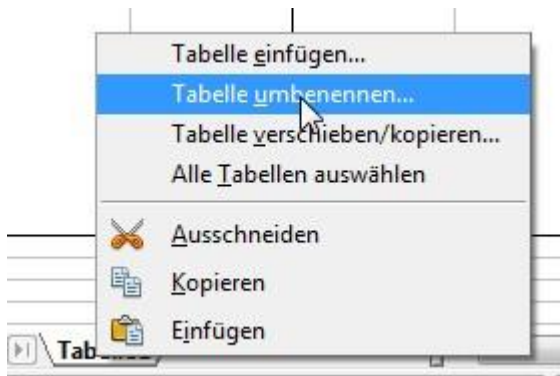 Tabelle einfügen...
Tabelle umbenennen...
Tabelle verschieben/kopieren...
Alle Tabellen auswählen
Ausschneiden
Kopieren
Einfügen